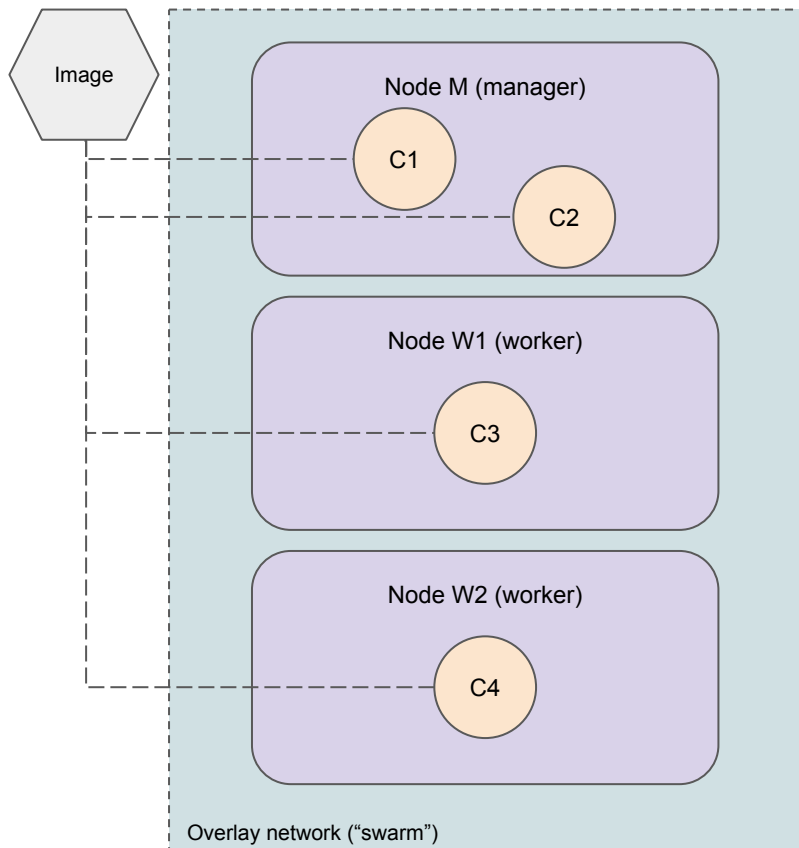 Image
Node M (manager)
C1
C2
Node W1 (worker)
C3
Node W2 (worker)
C4
Overlay network (“swarm”)